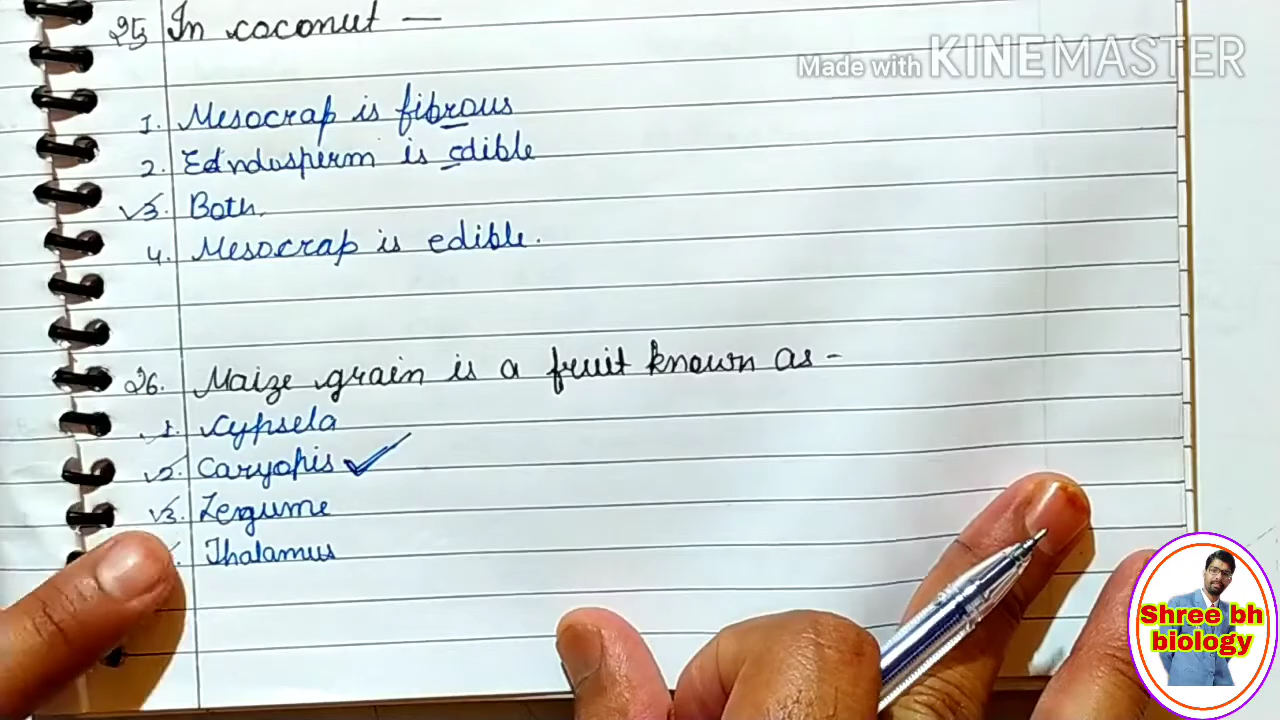 25 In coconut —
Made with KINEMASTER
1. Mesocrap is fibrous
2. Edndosperm is edible
3. Both.
4. Mesocrap is edible.
26. Maize grain is a fruit known as -
1. Cypsela
2. Caryopis
3. Legume
Thalamus
Shree bh
biology